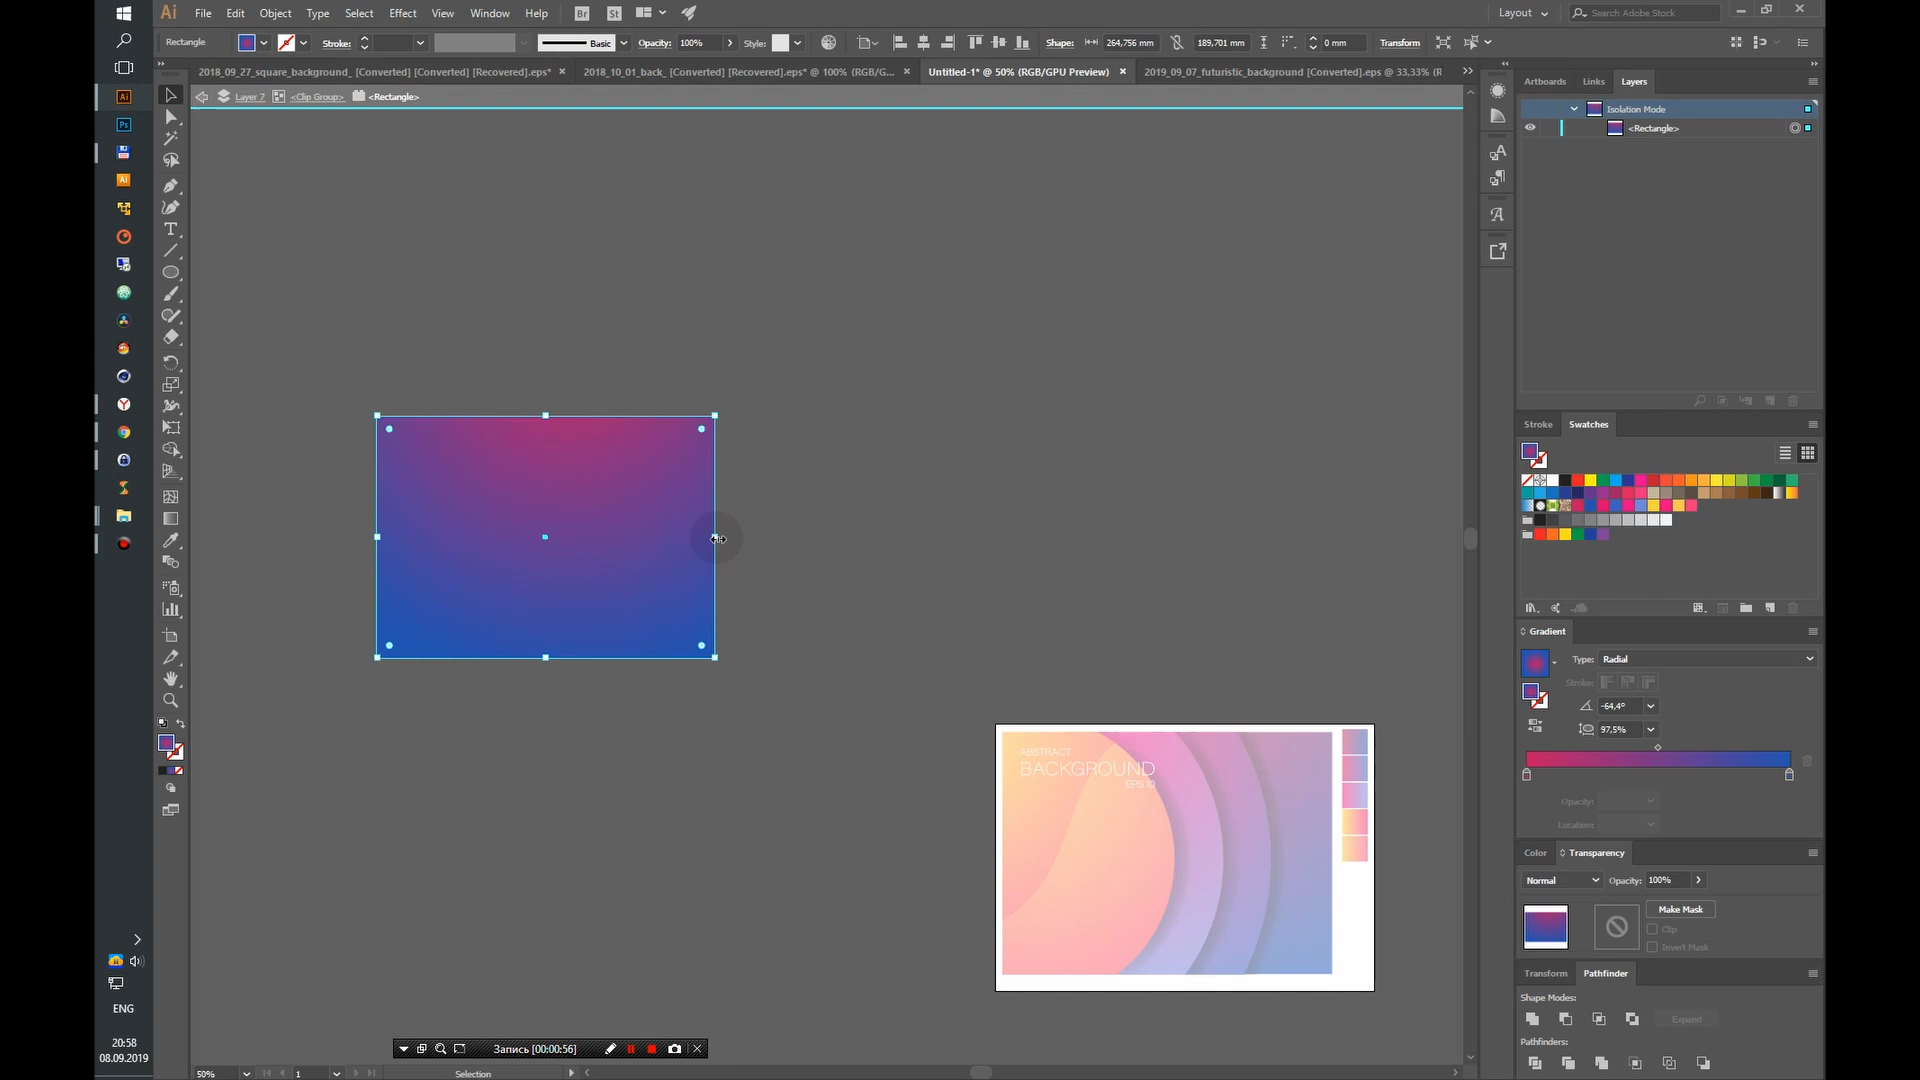 Ai File Edit Object Type Select Effect View Window Help Br St Layout Search Adobe Stock
Rectangle Stroke: Basic Opacity: 100% Style: Shape: 264,756 mm 189,701 mm 0 mm Transform
2018_09_27_square_background_ [Converted] [Converted] [Recovered].eps* 2018_10_01_back_ [Converted] [Recovered].eps* @ 100% (RGB/G... Untitled-1* @ 50% (RGB/GPU Preview) 2019_09_07_futuristic_background [Converted].eps @ 33,33% (R
Layer 7 <Clip Group> <Rectangle>
Artboards Links Layers
Isolation Mode
<Rectangle>
Stroke Swatches
Gradient
Type: Radial
Stroke:
-64,4°
97,5%
Opacity:
Location:
Color Transparency
Normal Opacity: 100%
Make Mask
Clip
Invert Mask
Transform Pathfinder
Shape Modes:
Expand
Pathfinders:
ABSTRACT
BACKGROUND
EPS 10
Ai
Ps
Ai
ENG
20:58
08.09.2019
Запись [00:00:56]
50% 1 Selection